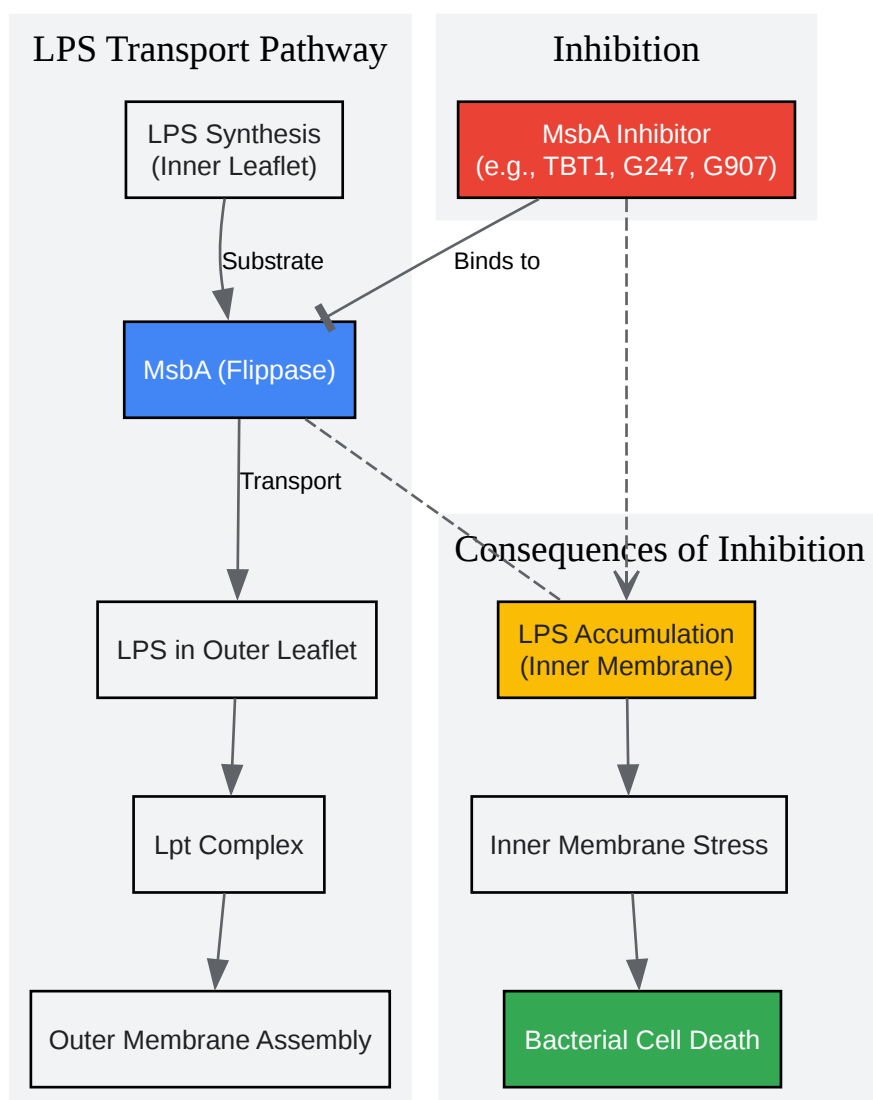 LPS Transport Pathway
LPS Synthesis
(Inner Leaflet)
Substrate
MsbA (Flippase)
Transport
LPS in Outer Leaflet
Lpt Complex
Outer Membrane Assembly
Inhibition
MsbA Inhibitor
(e.g., TBT1, G247, G907)
Binds to
Consequences of Inhibition
LPS Accumulation
(Inner Membrane)
Inner Membrane Stress
Bacterial Cell Death